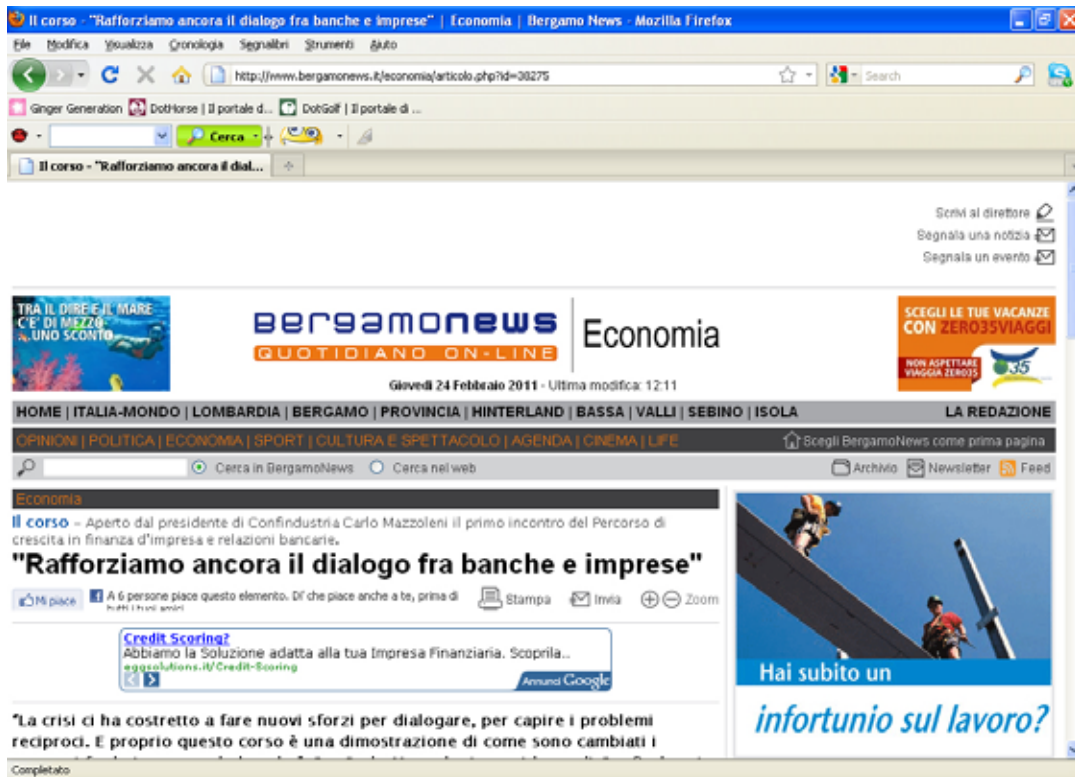 Il corso - "Rafforziamo ancora il dialogo fra banche e imprese" | Economia | Bergamo News - Mozilla Firefox
File Modifica Visualizza Cronologia Segnalibri Strumenti Aiuto
http://www.bergamonews.it/economia/articolo.php?id=38275 Search
Ginger Generation DotHorse | Il portale d... DotGolf | Il portale di ...
Cerca
Il corso - "Rafforziamo ancora il dial...
Scrivi al direttore
Segnala una notizia
Segnala un evento
TRA IL DIRE E IL MARE
C'E' DI MEZZO
UNO SCONTO
Bergamonews
QUOTIDIANO ON-LINE
Economia
SCEGLI LE TUE VACANZE
CON ZERO35VIAGGI
NON ASPETTARE
VIAGGIA ZERO35
035
Giovedì 24 Febbraio 2011 - Ultima modifica: 12:11
HOME | ITALIA-MONDO | LOMBARDIA | BERGAMO | PROVINCIA | HINTERLAND | BASSA | VALLI | SEBINO | ISOLA LA REDAZIONE
OPINIONI | POLITICA | ECONOMIA | SPORT | CULTURA E SPETTACOLO | AGENDA | CINEMA | LIFE Scegli BergamoNews come prima pagina
Cerca in BergamoNews Cerca nel web Archivio Newsletter Feed
Economia
Il corso - Aperto dal presidente di Confindustria Carlo Mazzoleni il primo incontro del Percorso di
crescita in finanza d'impresa e relazioni bancarie.
"Rafforziamo ancora il dialogo fra banche e imprese"
Mi piace A 6 persone piace questo elemento. Di' che piace anche a te, prima di
tutti i tuoi amici
Stampa Invia Zoom
Credit Scoring?
Abbiamo la Soluzione adatta alla tua Impresa Finanziaria. Scoprila..
eggsolutions.it/Credit-Scoring
Annunci Google
"La crisi ci ha costretto a fare nuovi sforzi per dialogare, per capire i problemi
reciproci. E proprio questo corso è una dimostrazione di come sono cambiati i
Hai subito un
infortunio sul lavoro?
Completato